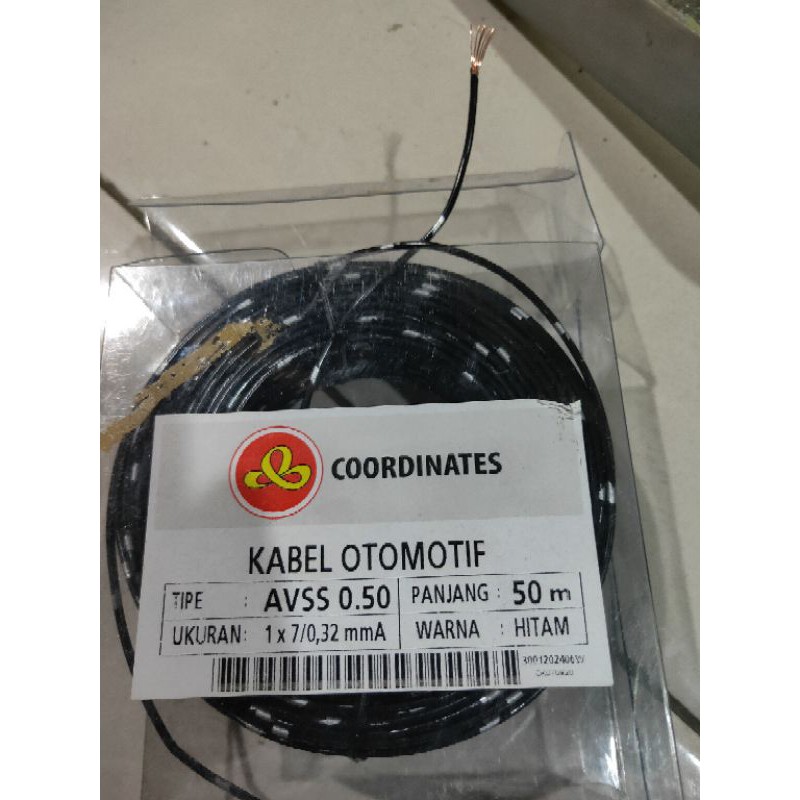 COORDINATES
KABEL OTOMOTIF
TIPE : AVSS 0.50 PANJANG : 50 m
UKURAN : 1 x 7/0,32 mmA WARNA : HITAM